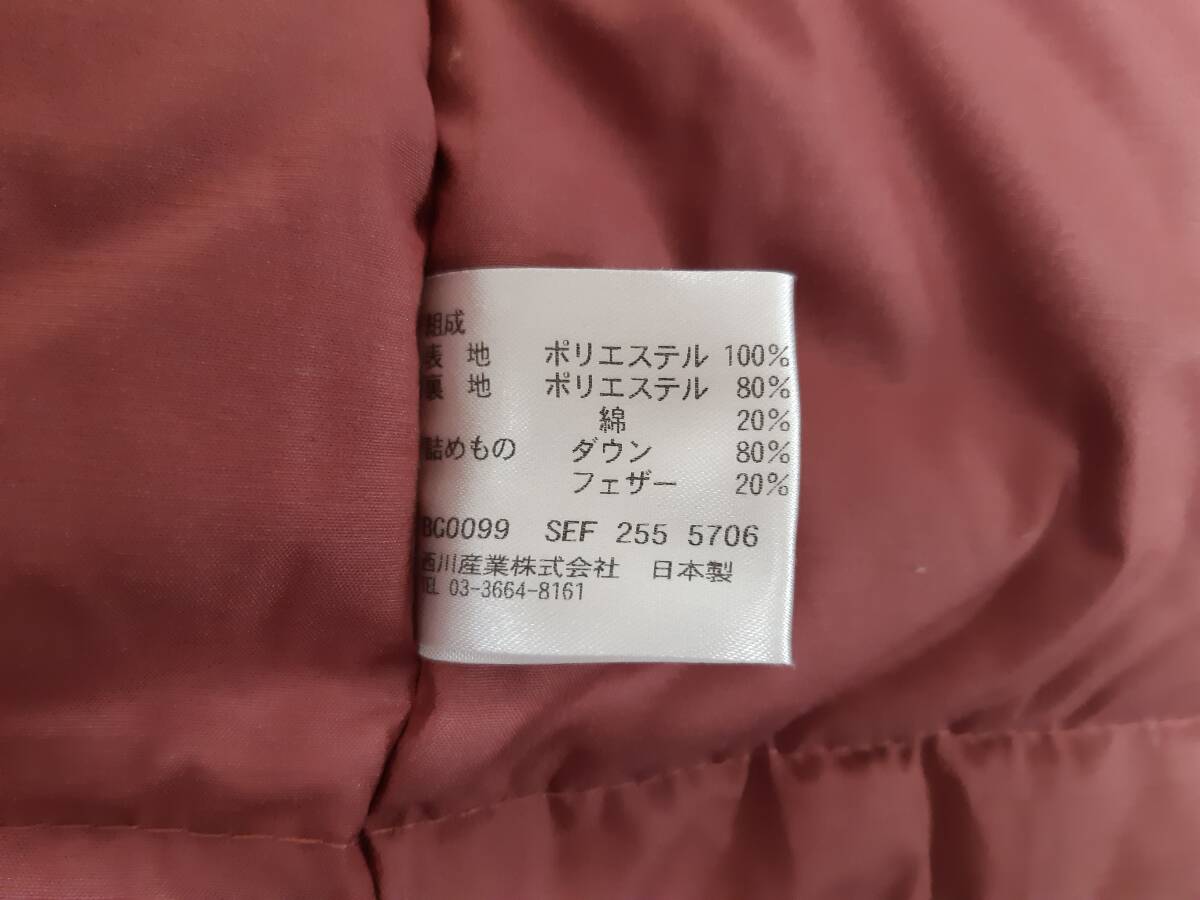 組成
表 地 ポリエステル 100%
裏 地 ポリエステル 80%
綿 20%
詰めもの ダウン 80%
フェザー 20%
BG0099 SEF 255 5706
西川産業株式会社 日本製
TEL 03-3664-8161